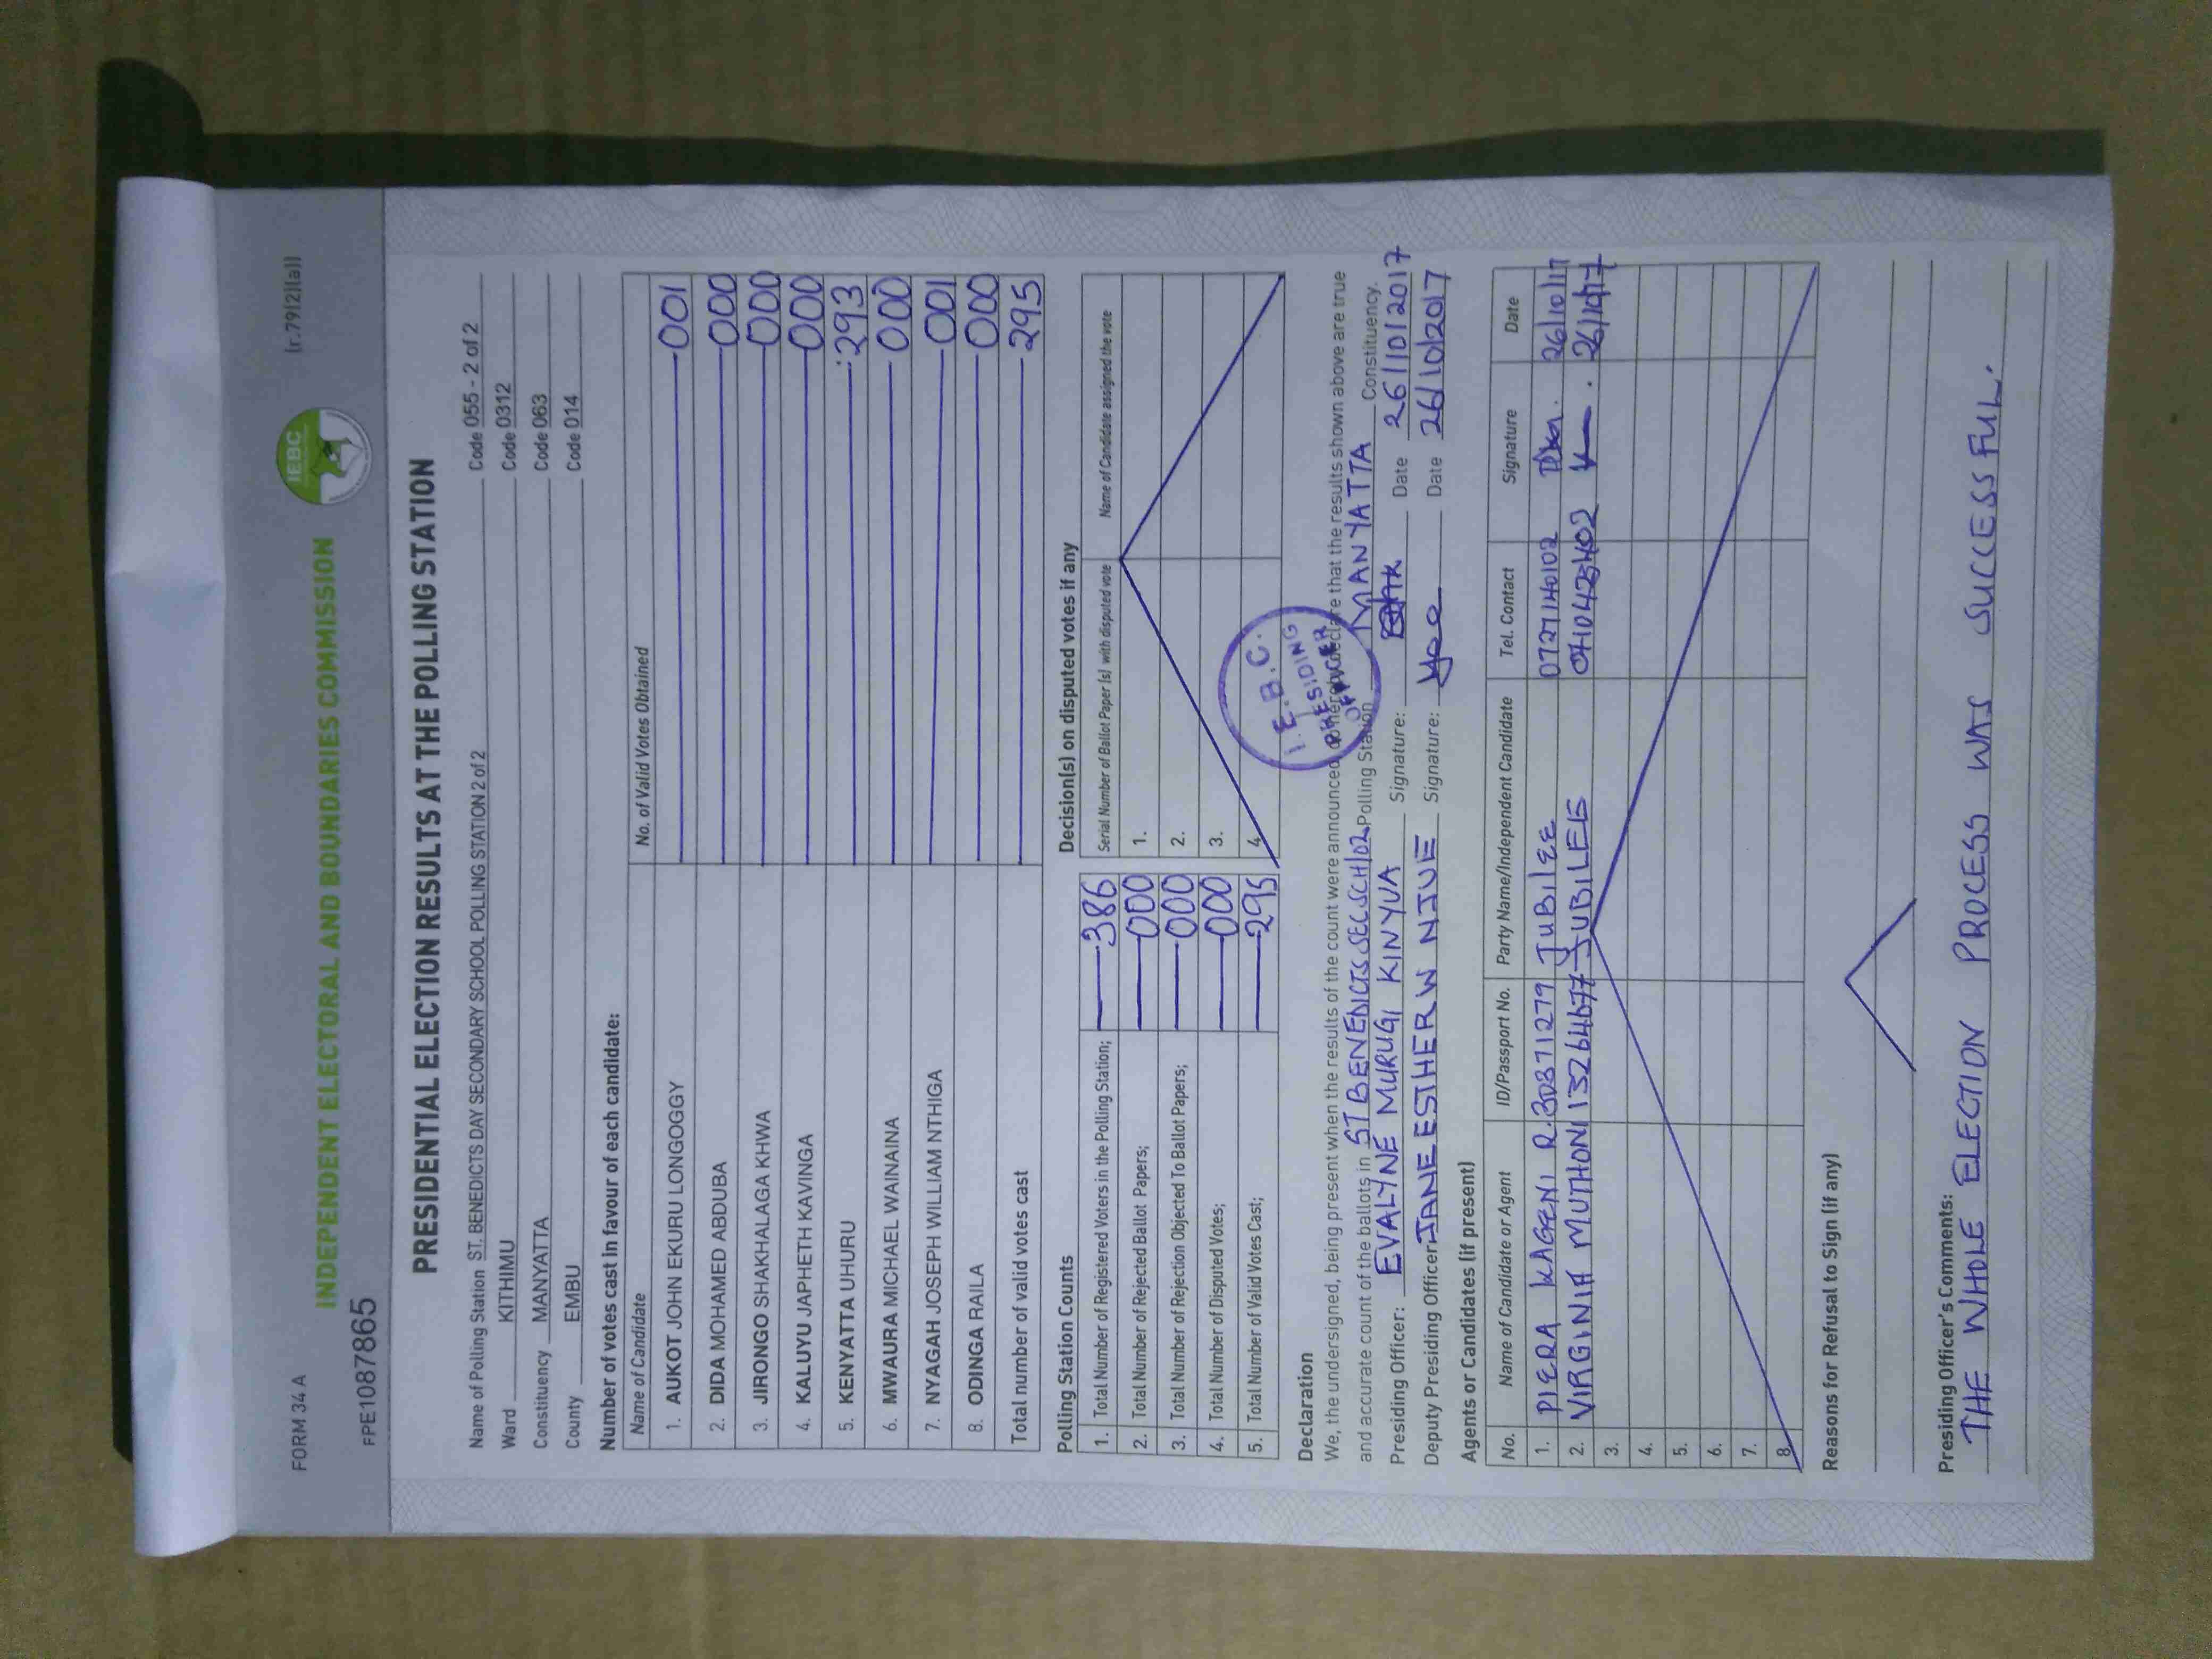 FORM 34 A
(r.79(2)(a))
IEBC
INDEPENDENT ELECTORAL AND BOUNDARIES COMMISSION
FPE1087865
PRESIDENTIAL ELECTION RESULTS AT THE POLLING STATION
Name of Polling Station ST. BENEDICTS DAY SECONDARY SCHOOL POLLING STATION 2 of 2 Code 055 - 2 of 2
Ward KITHIMU Code 0312
Constituency MANYATTA Code 063
County EMBU Code 014
Number of votes cast in favour of each candidate:
Name of Candidate No. of Valid Votes Obtained
1. AUKOT JOHN EKURU LONGOGGY 001
2. DIDA MOHAMED ABDUBA 000
3. JIRONGO SHAKHALAGA KHWA 000
4. KALUYU JAPHETH KAVINGA 000
5. KENYATTA UHURU 293
6. MWAURA MICHAEL WAINAINA 000
7. NYAGAH JOSEPH WILLIAM NTHIGA 001
8. ODINGA RAILA 000
Total number of valid votes cast 295
Polling Station Counts
1. Total Number of Registered Voters in the Polling Station; 386
2. Total Number of Rejected Ballot Papers; 000
3. Total Number of Rejection Objected To Ballot Papers; 000
4. Total Number of Disputed Votes; 000
5. Total Number of Valid Votes Cast; 295
Decision(s) on disputed votes if any
Serial Number of Ballot Paper (s) with disputed vote Name of Candidate assigned the vote
1.
2.
3.
4.
I.E.B.C.
PRESIDING
OFFICER
Declaration
We, the undersigned, being present when the results of the count were announced, do hereby declare that the results shown above are true
and accurate count of the ballots in ST BENENDICTS SEC SCH/02 Polling Station MANYATTA Constituency.
Presiding Officer: EVALYNE MURUGI KINYUA Signature: Date 26/10/2017
Deputy Presiding Officer: JANE ESTHER W NJUE Signature: Date 26/10/2017
Agents or Candidates (if present)
No. Name of Candidate or Agent ID/Passport No. Party Name/Independent Candidate Tel. Contact Signature Date
1. PIERA KAGENI R. 30371279 JUBILEE 0727140102 26/10/17
2. VIRGINIA MUTHONI 13264677 JUBILEE 26/10/17
3.
4.
5.
6.
7.
8.
Reasons for Refusal to Sign (if any)
Presiding Officer's Comments:
THE WHOLE ELECTION PROCESS WAS SUCCESSFUL.